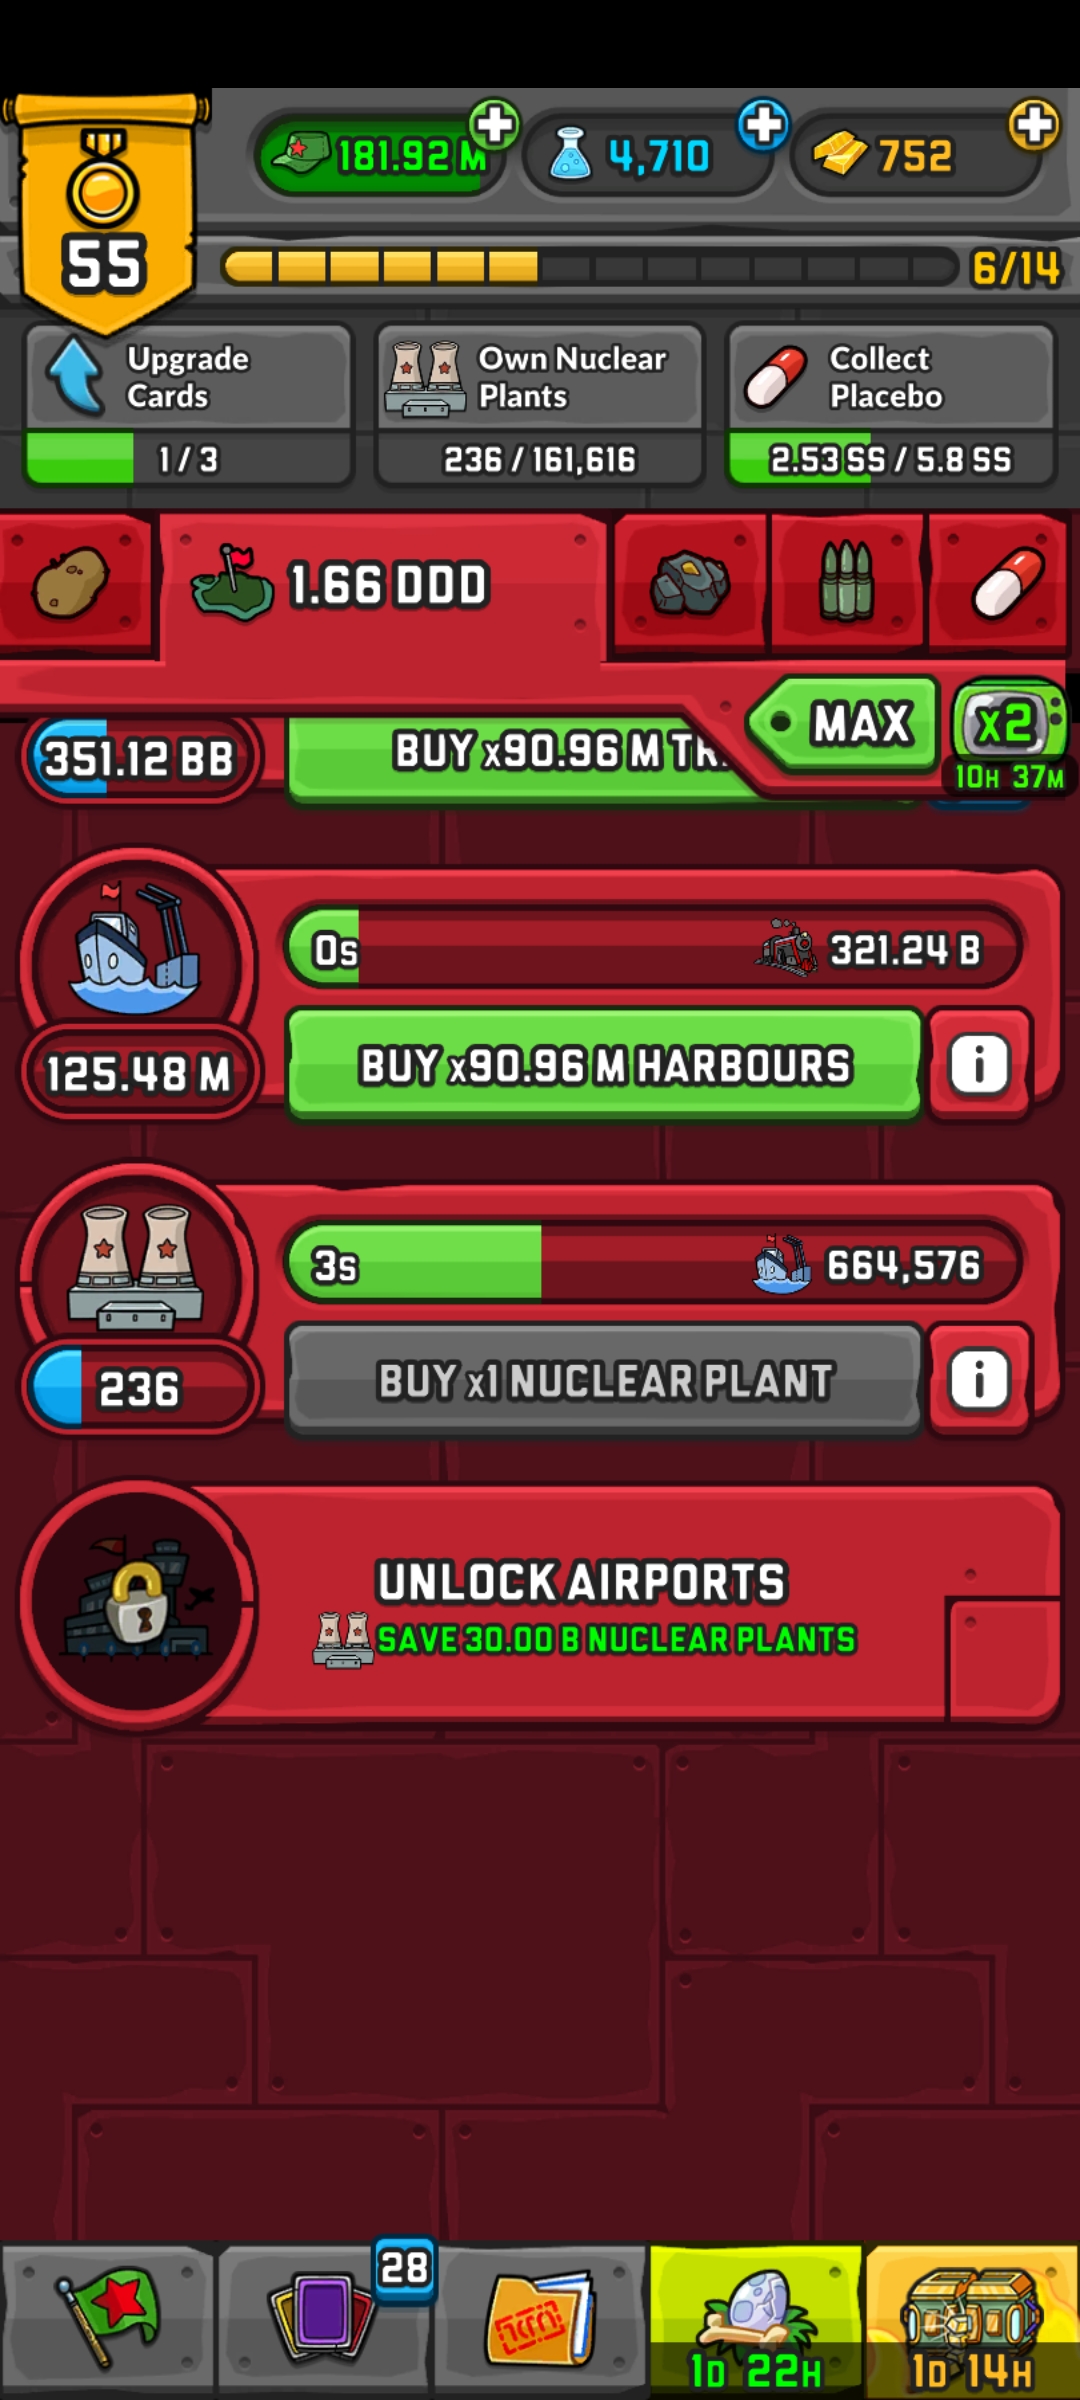 181.92 M
4,710
752
55
6/14
Upgrade
Cards
1 / 3
Own Nuclear
Plants
236 / 161,616
Collect
Placebo
2.53 SS / 5.8 SS
1.66 DDD
MAX
X2
10H 37M
351.12 BB
BUY x90.96 M
0s
321.24 B
125.48 M
BUY x90.96 M HARBOURS
i
3s
664,576
236
BUY x1 NUCLEAR PLANT
i
UNLOCK AIRPORTS
SAVE 30.00 B NUCLEAR PLANTS
28
1D 22H
1D 14H